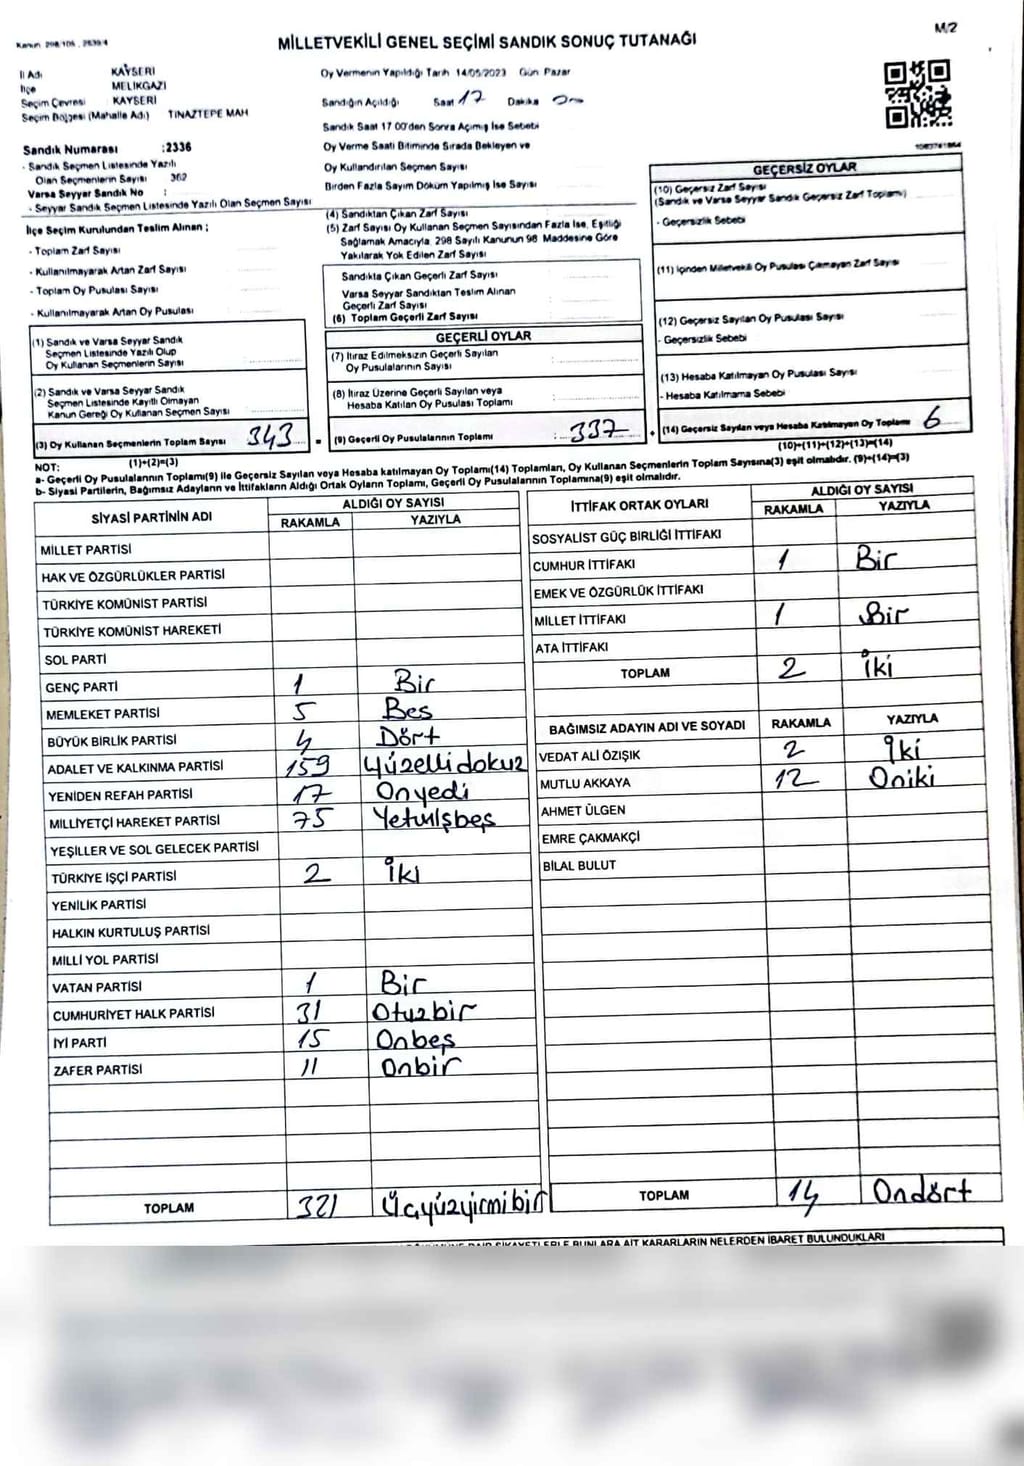 Kanun 298/105 , 2839/4
M/2
MİLLETVEKİLİ GENEL SEÇİMİ SANDIK SONUÇ TUTANAĞI
İl Adı KAYSERİ
İlçe MELİKGAZİ
Seçim Çevresi KAYSERİ
Seçim Bölgesi (Mahalle Adı) TINAZTEPE MAH
Oy Vermenin Yapıldığı Tarih 14/05/2023 Gün Pazar
Sandığın Açıldığı Saat 17 Dakika
Sandık Saat 17 00'den Sonra Açılmış İse Sebebi
Oy Verme Saati Bitiminde Sırada Bekleyen ve
Oy Kullandırılan Seçmen Sayısı
Birden Fazla Sayım Döküm Yapılmış İse Sayısı
Sandık Numarası :2336
- Sandık Seçmen Listesinde Yazılı
Olan Seçmenlerin Sayısı 362
Varsa Seyyar Sandık No :
- Seyyar Sandık Seçmen Listesinde Yazılı Olan Seçmen Sayısı
İlçe Seçim Kurulundan Teslim Alınan ;
- Toplam Zarf Sayısı
- Kullanılmayarak Artan Zarf Sayısı
- Toplam Oy Pusulası Sayısı
- Kullanılmayarak Artan Oy Pusulası
(4) Sandıktan Çıkan Zarf Sayısı
(5) Zarf Sayısı Oy Kullanan Seçmen Sayısından Fazla İse, Eşitliği
Sağlamak Amacıyla, 298 Sayılı Kanunun 98 Maddesine Göre
Yakılarak Yok Edilen Zarf Sayısı
Sandıkta Çıkan Geçerli Zarf Sayısı
Varsa Seyyar Sandıktan Teslim Alınan
Geçerli Zarf Sayısı
(6) Toplam Geçerli Zarf Sayısı
GEÇERSİZ OYLAR
(10) Geçersiz Zarf Sayısı
(Sandık ve Varsa Seyyar Sandık Geçersiz Zarf Toplamı)
- Geçersizlik Sebebi
(11) İçinden Milletvekili Oy Pusulası Çıkmayan Zarf Sayısı
(12) Geçersiz Sayılan Oy Pusulası Sayısı
- Geçersizlik Sebebi
(13) Hesaba Katılmayan Oy Pusulası Sayısı
- Hesaba Katılmama Sebebi
(14) Geçersiz Sayılan veya Hesaba Katılmayan Oy Toplamı 6
(10)+(11)+(12)+(13)=(14)
(1) Sandık ve Varsa Seyyar Sandık
Seçmen Listesinde Yazılı Olup
Oy Kullanan Seçmenlerin Sayısı
(2) Sandık ve Varsa Seyyar Sandık
Seçmen Listesinde Kayıtlı Olmayan
Kanun Gereği Oy Kullanan Seçmen Sayısı
(3) Oy Kullanan Seçmenlerin Toplam Sayısı 343 =
(1)+(2)=(3)
GEÇERLİ OYLAR
(7) İtiraz Edilmeksizin Geçerli Sayılan
Oy Pusulalarının Sayısı
(8) İtiraz Üzerine Geçerli Sayılan veya
Hesaba Katılan Oy Pusulası Toplamı
(9) Geçerli Oy Pusulalarının Toplamı : 337 +
NOT:
a- Geçerli Oy Pusulalarının Toplamı(9) ile Geçersiz Sayılan veya Hesaba katılmayan Oy Toplamı(14) Toplamları, Oy Kullanan Seçmenlerin Toplam Sayısına(3) eşit olmalıdır. (9)+(14)=(3)
b- Siyasi Partilerin, Bağımsız Adayların ve İttifakların Aldığı Ortak Oyların Toplamı, Geçerli Oy Pusulalarının Toplamına(9) eşit olmalıdır.
SİYASİ PARTİNİN ADI ALDIĞI OY SAYISI
RAKAMLA YAZIYLA
MİLLET PARTİSİ
HAK VE ÖZGÜRLÜKLER PARTİSİ
TÜRKİYE KOMÜNİST PARTİSİ
TÜRKİYE KOMÜNİST HAREKETİ
SOL PARTİ
GENÇ PARTİ 1 Bir
MEMLEKET PARTİSİ 5 Bes
BÜYÜK BİRLİK PARTİSİ 4 Dört
ADALET VE KALKINMA PARTİSİ 159 Yüzellidokuz
YENİDEN REFAH PARTİSİ 17 Onyedi
MİLLİYETÇİ HAREKET PARTİSİ 75 Yetmişbeş
YEŞİLLER VE SOL GELECEK PARTİSİ
TÜRKİYE İŞÇİ PARTİSİ 2 İki
YENİLİK PARTİSİ
HALKIN KURTULUŞ PARTİSİ
MİLLİ YOL PARTİSİ
VATAN PARTİSİ 1 Bir
CUMHURİYET HALK PARTİSİ 31 Otuzbir
İYİ PARTİ 15 Onbeş
ZAFER PARTİSİ 11 Onbir
TOPLAM 321 Üçyüzyirmibir
İTTİFAK ORTAK OYLARI ALDIĞI OY SAYISI
RAKAMLA YAZIYLA
SOSYALİST GÜÇ BİRLİĞİ İTTİFAKI
CUMHUR İTTİFAKI 1 Bir
EMEK VE ÖZGÜRLÜK İTTİFAKI
MİLLET İTTİFAKI 1 Bir
ATA İTTİFAKI
TOPLAM 2 İki
BAĞIMSIZ ADAYIN ADI VE SOYADI RAKAMLA YAZIYLA
VEDAT ALİ ÖZIŞIK 2 İki
MUTLU AKKAYA 12 Oniki
AHMET ÜLGEN
EMRE ÇAKMAKÇİ
BİLAL BULUT
TOPLAM 14 Ondört
KARARLARIN NELERDEN İBARET BULUNDUKLARI